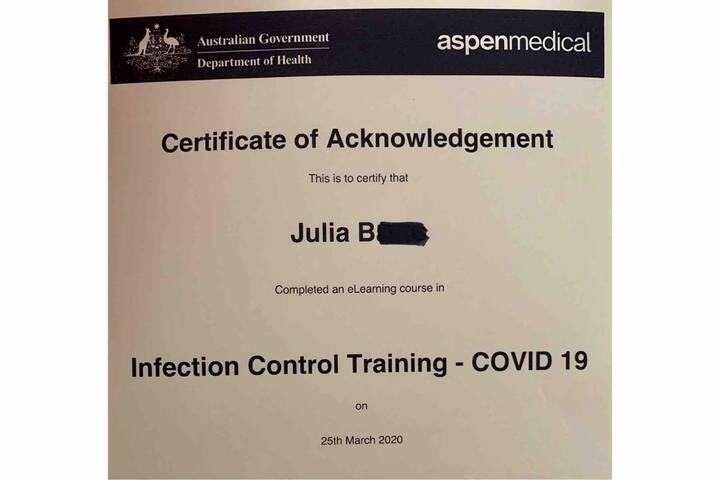 Australian Government
Department of Health
aspenmedical
Certificate of Acknowledgement
This is to certify that
Julia B
Completed an eLearning course in
Infection Control Training - COVID 19
on
25th March 2020